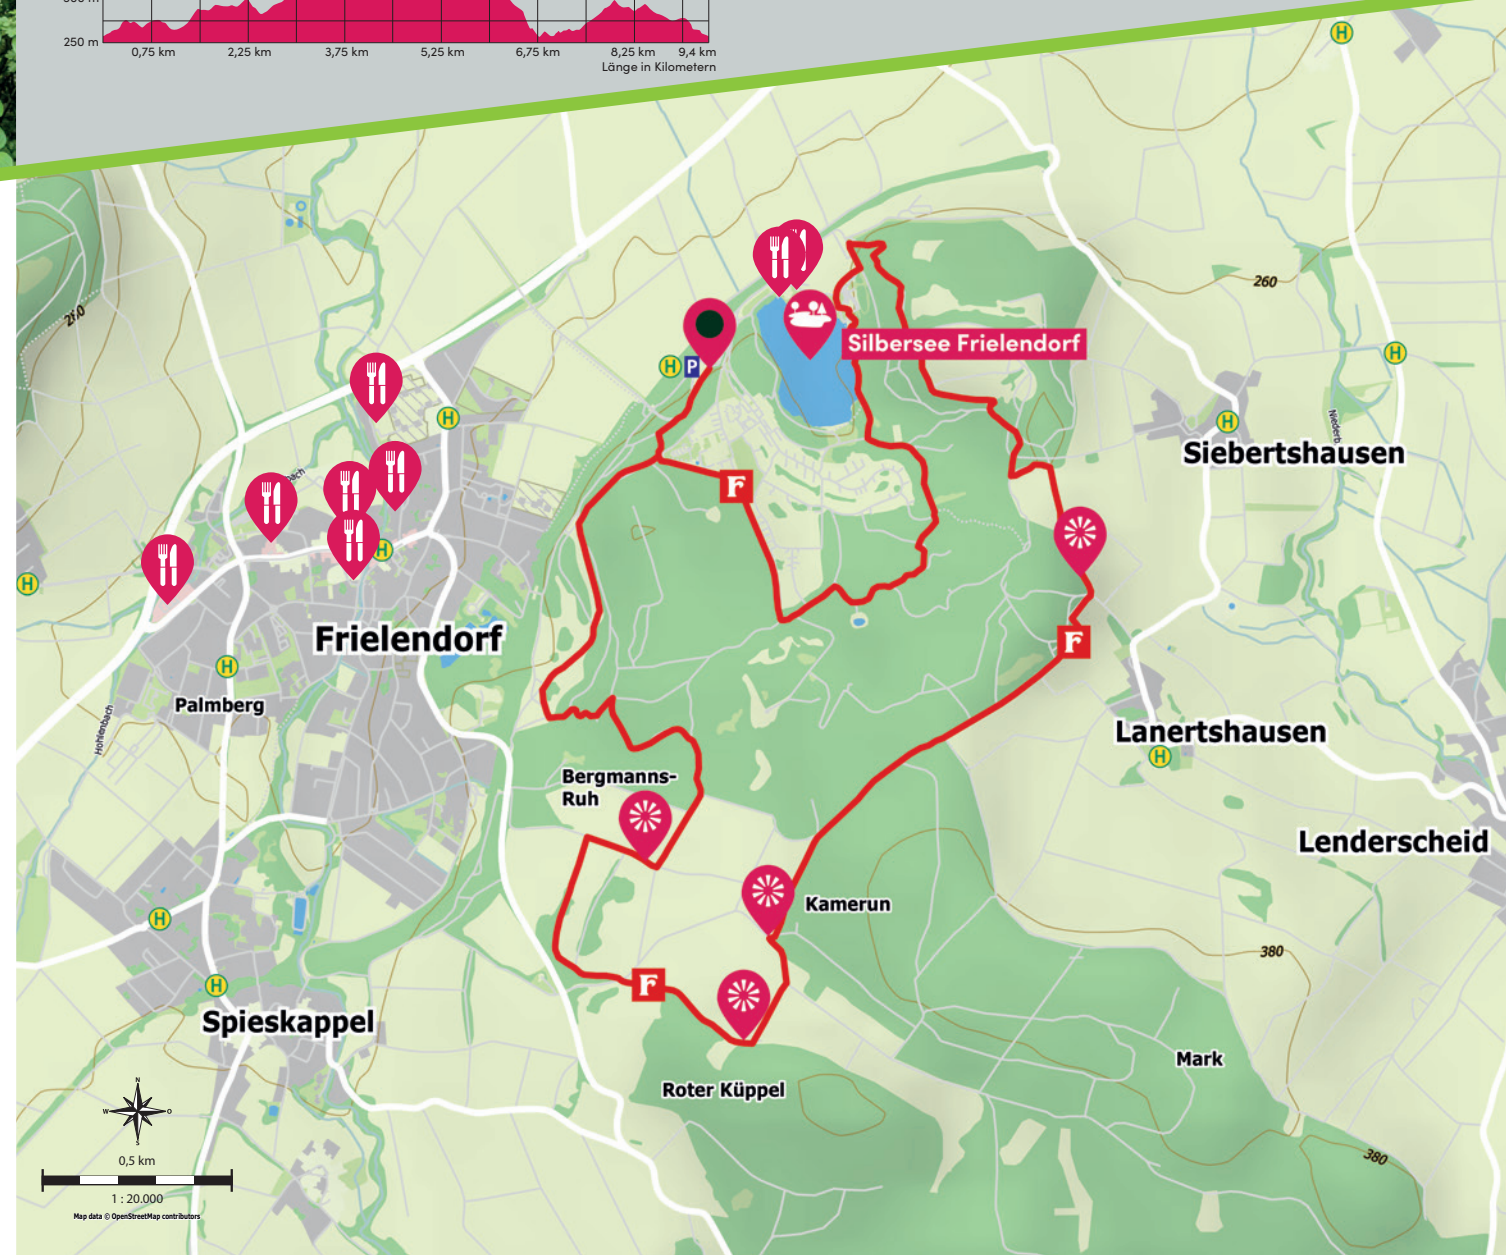 250 m
0,75 km
2,25 km
3,75 km
5,25 km
6,75 km
8,25 km
9,4 km
Länge in Kilometern
H
260
H
P
Silbersee Frielendorf
H
H
H
Siebertshausen
F
H
H
F
Frielendorf
H
Palmberg
Hohlenbach
Lanertshausen
H
Bergmanns-
Ruh
Lenderscheid
Kamerun
H
380
H
F
Spieskappel
Mark
Roter Küppel
N
W
O
S
380
0,5 km
1 : 20.000
Map data © OpenStreetMap contributors